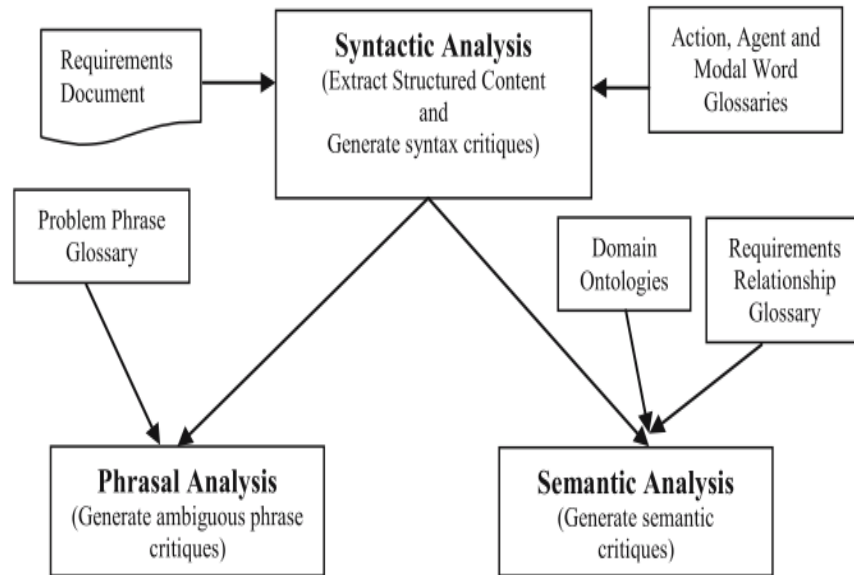 Requirements
Document
Syntactic Analysis
(Extract Structured Content
and
Generate syntax critiques)
Action, Agent and
Modal Word
Glossaries
Problem Phrase
Glossary
Domain
Ontologies
Requirements
Relationship
Glossary
Phrasal Analysis
(Generate ambiguous phrase
critiques)
Semantic Analysis
(Generate semantic
critiques)